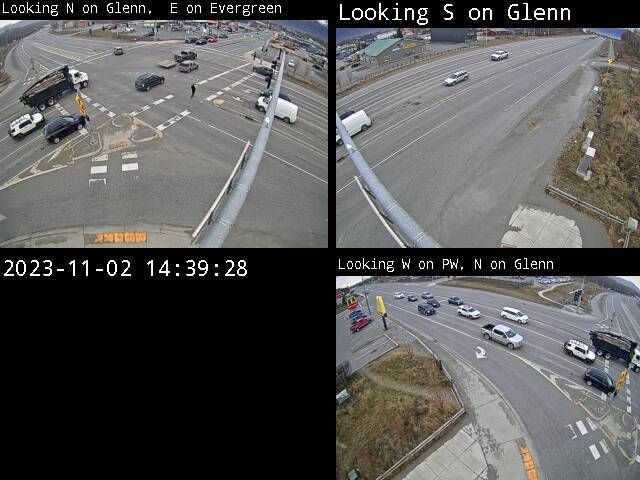 Looking N on Glenn,  E on Evergreen
Looking S on Glenn
2023-11-02 14:39:28
Looking W on PW, N on Glenn